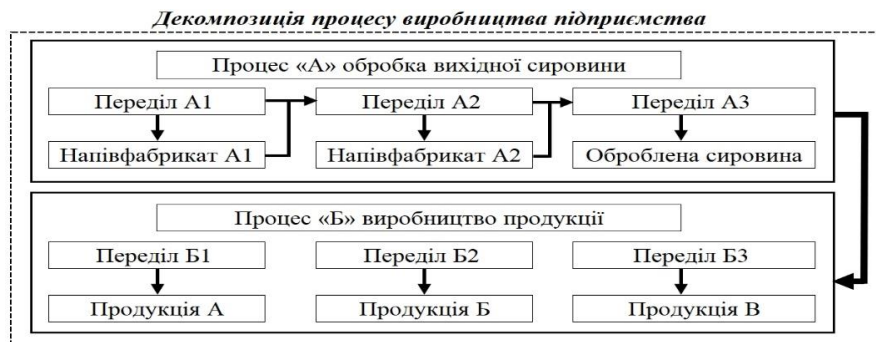 Декомпозиція процесу виробництва підприємства
Процес «А» обробка вихідної сировини
Переділ А1
Переділ А2
Переділ А3
Напівфабрикат А1
Напівфабрикат А2
Оброблена сировина
Процес «Б» виробництво продукції
Переділ Б1
Переділ Б2
Переділ Б3
Продукція А
Продукція Б
Продукція В